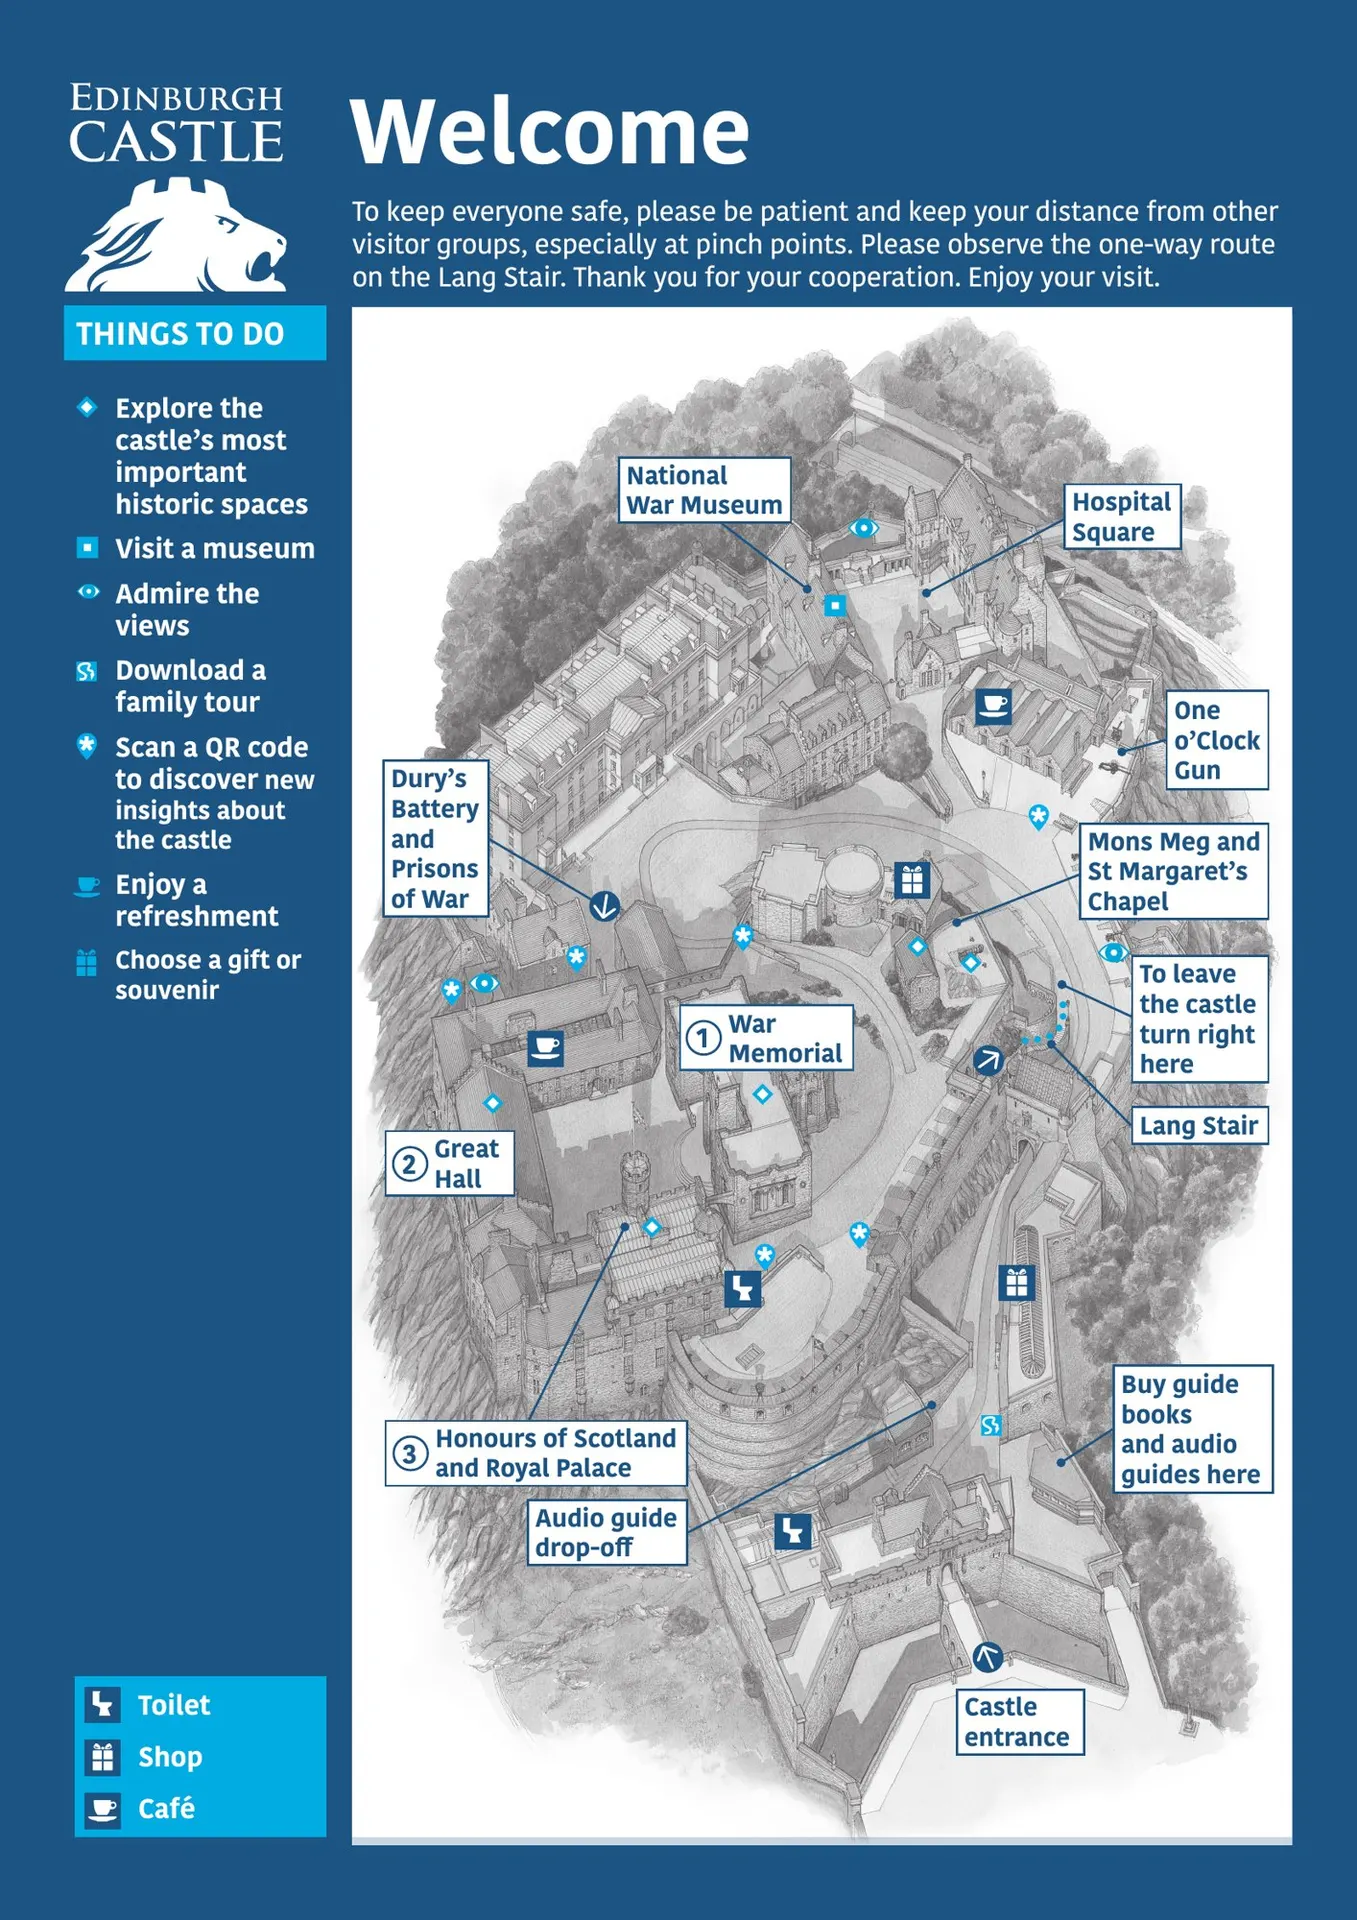 EDINBURGH
CASTLE
Welcome
To keep everyone safe, please be patient and keep your distance from other
visitor groups, especially at pinch points. Please observe the one-way route
on the Lang Stair. Thank you for your cooperation. Enjoy your visit.
THINGS TO DO
Explore the
castle’s most
important
historic spaces
Visit a museum
Admire the
views
Download a
family tour
Scan a QR code
to discover new
insights about
the castle
Enjoy a
refreshment
Choose a gift or
souvenir
Toilet
Shop
Café
National
War Museum
Hospital
Square
One
o’Clock
Gun
Dury’s
Battery
and
Prisons
of War
Mons Meg and
St Margaret’s
Chapel
To leave
the castle
turn right
here
1 War
Memorial
Lang Stair
2 Great
Hall
3 Honours of Scotland
and Royal Palace
Buy guide
books
and audio
guides here
Audio guide
drop-off
Castle
entrance